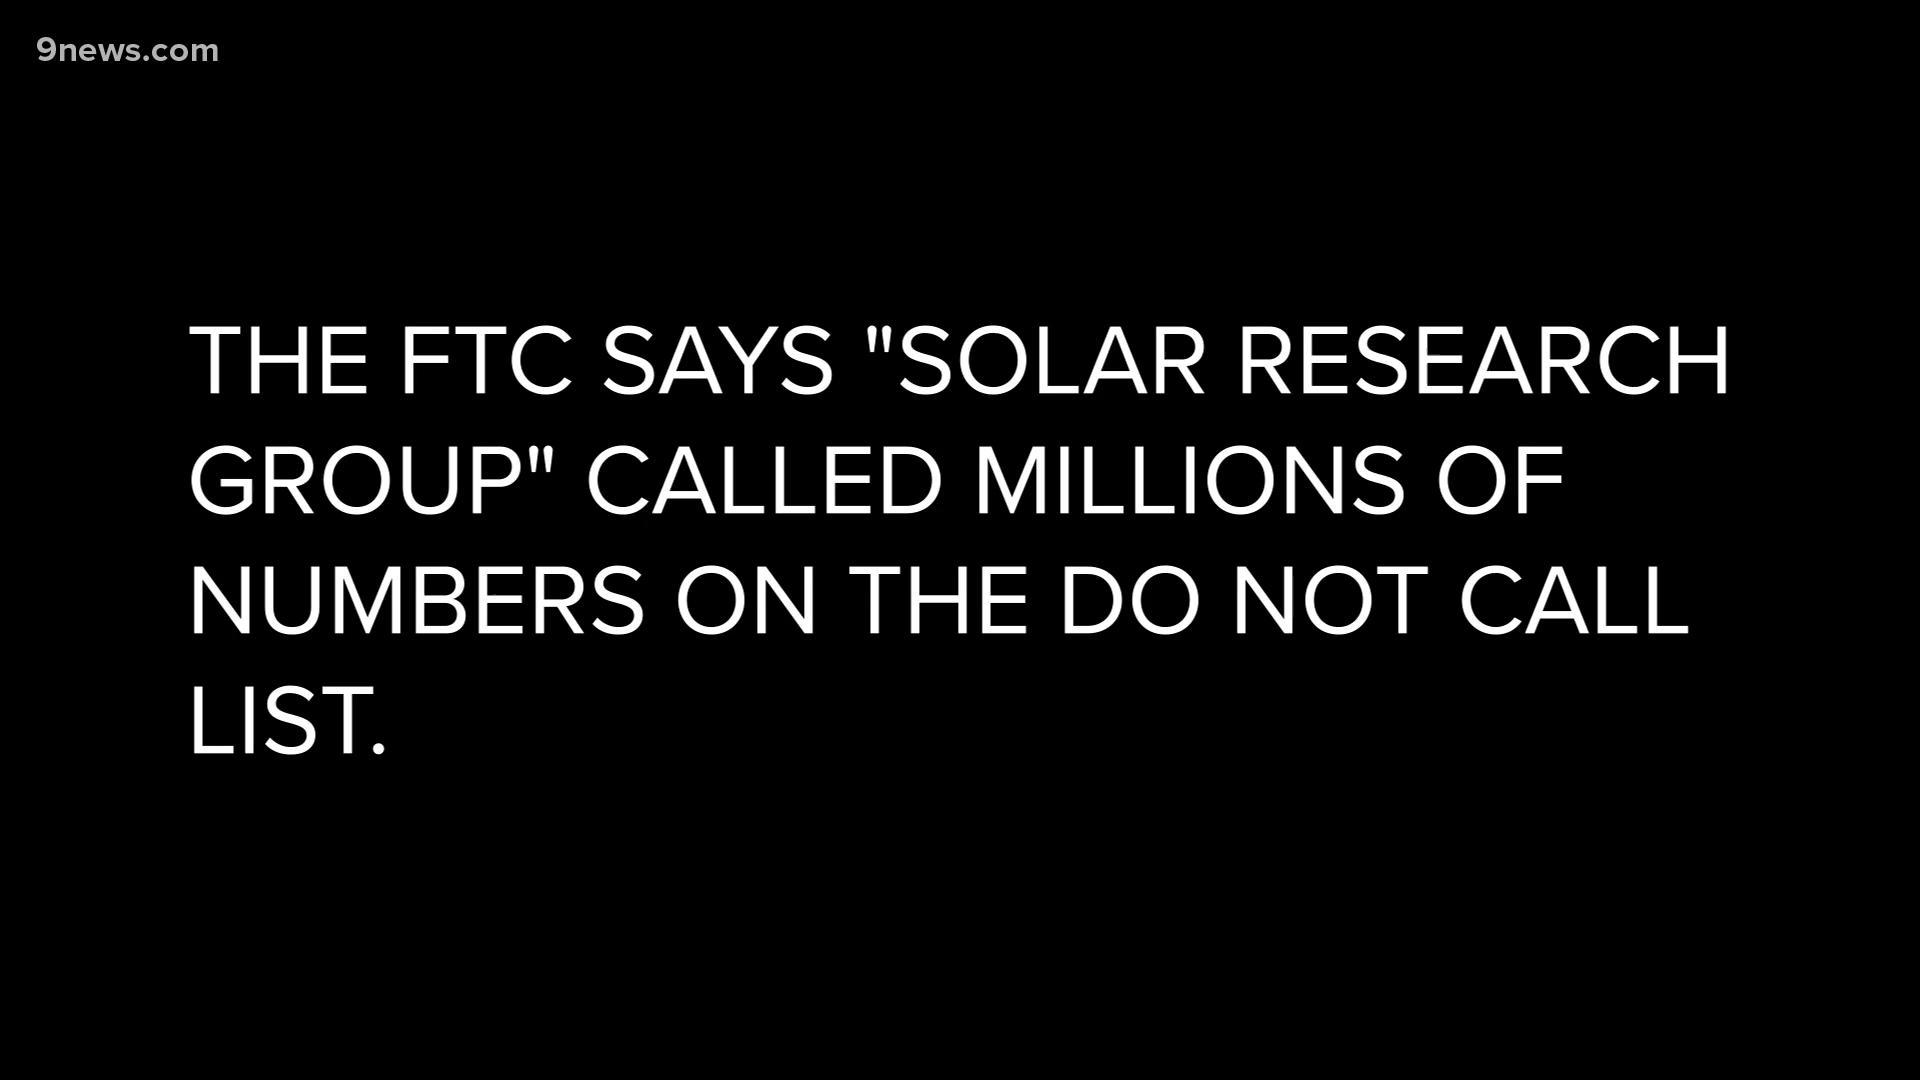 9news.com
THE FTC SAYS "SOLAR RESEARCH
GROUP" CALLED MILLIONS OF
NUMBERS ON THE DO NOT CALL
LIST.